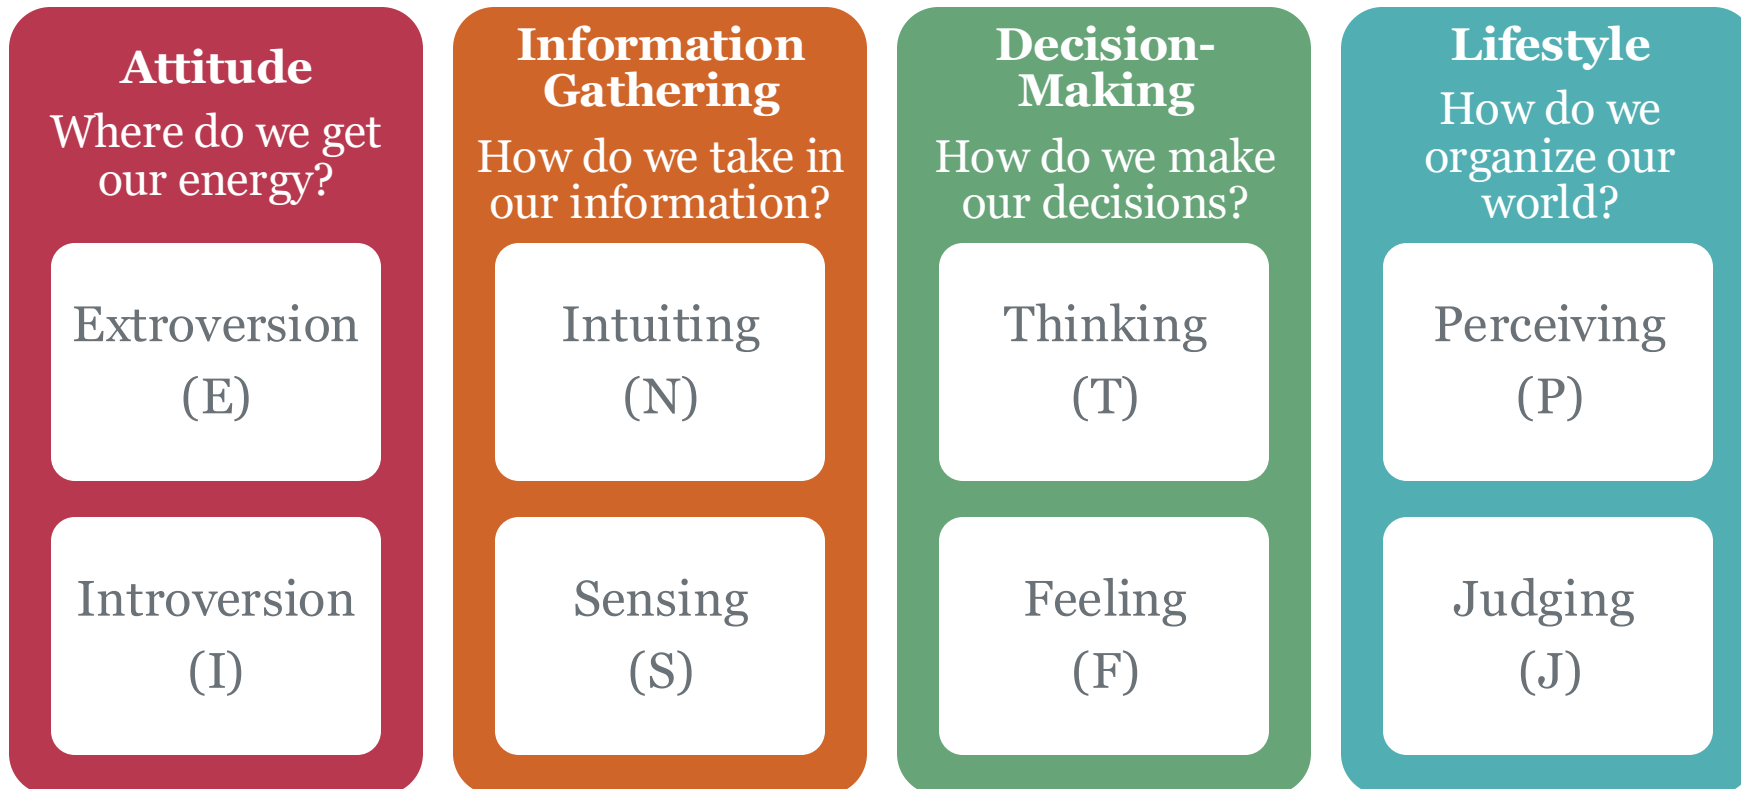 Attitude
Where do we get
our energy?
Extroversion
(E)
Introversion
(I)
Information
Gathering
How do we take in
our information?
Intuiting
(N)
Sensing
(S)
Decision-
Making
How do we make
our decisions?
Thinking
(T)
Feeling
(F)
Lifestyle
How do we
organize our
world?
Perceiving
(P)
Judging
(J)